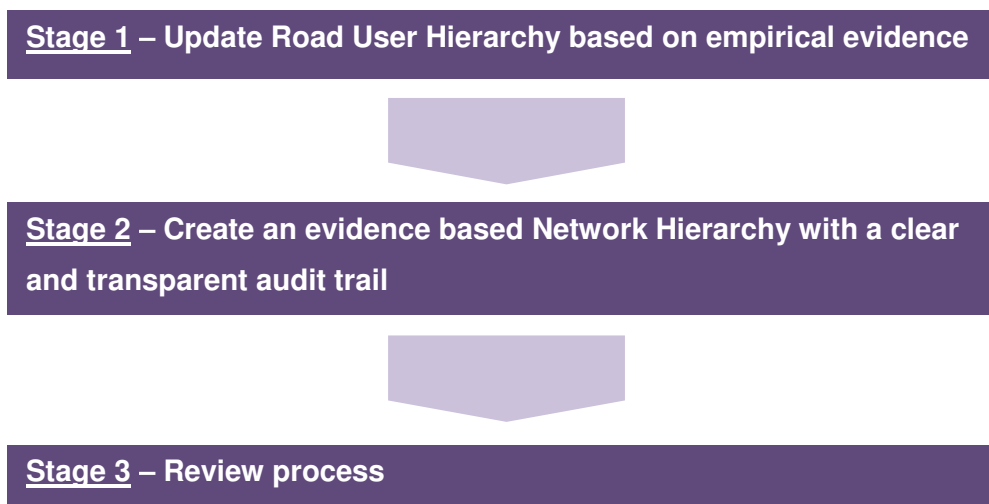 Stage 1 – Update Road User Hierarchy based on empirical evidence
Stage 2 – Create an evidence based Network Hierarchy with a clear
and transparent audit trail
Stage 3 – Review process